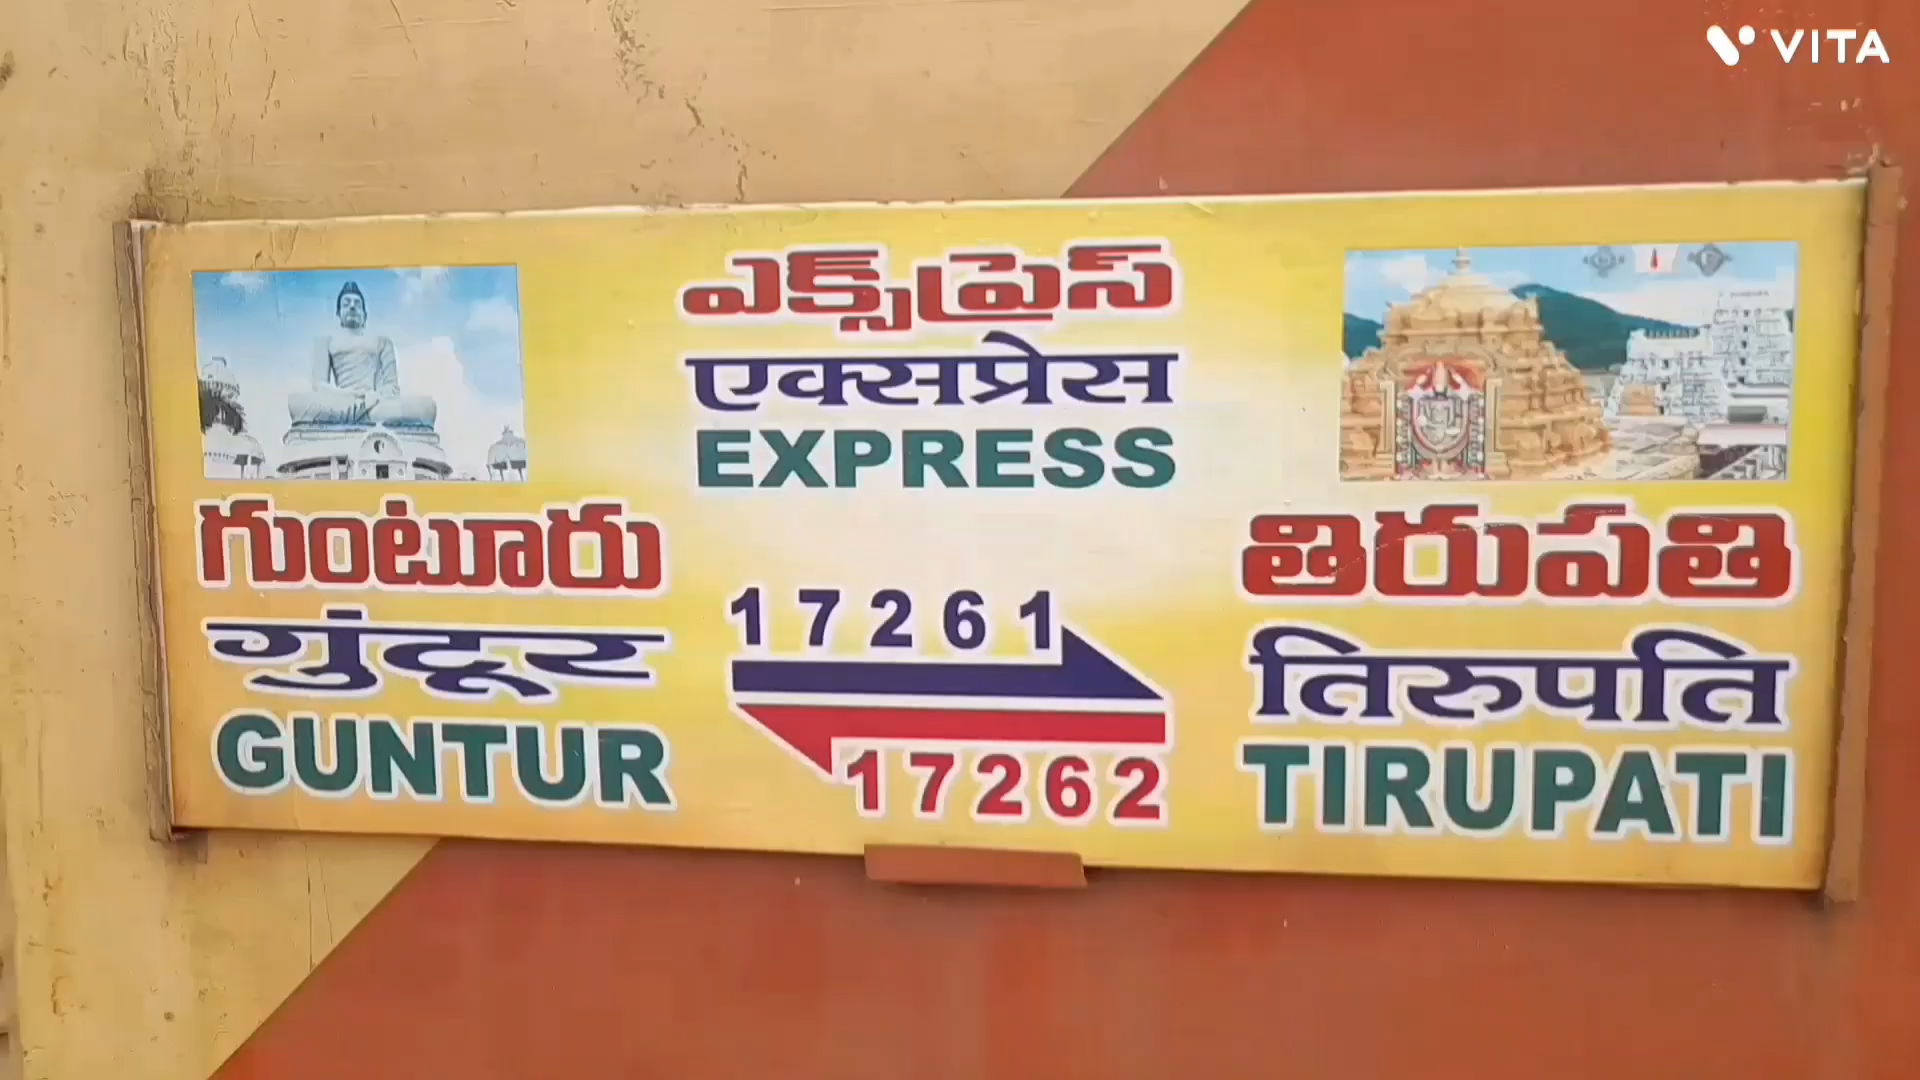 VITA
ఎక్స్‌ప్రెస్
एक्सप्रेस
EXPRESS
గుంటూరు
गुंटूर
GUNTUR
17261
17262
తిరుపతి
तिरुपति
TIRUPATI